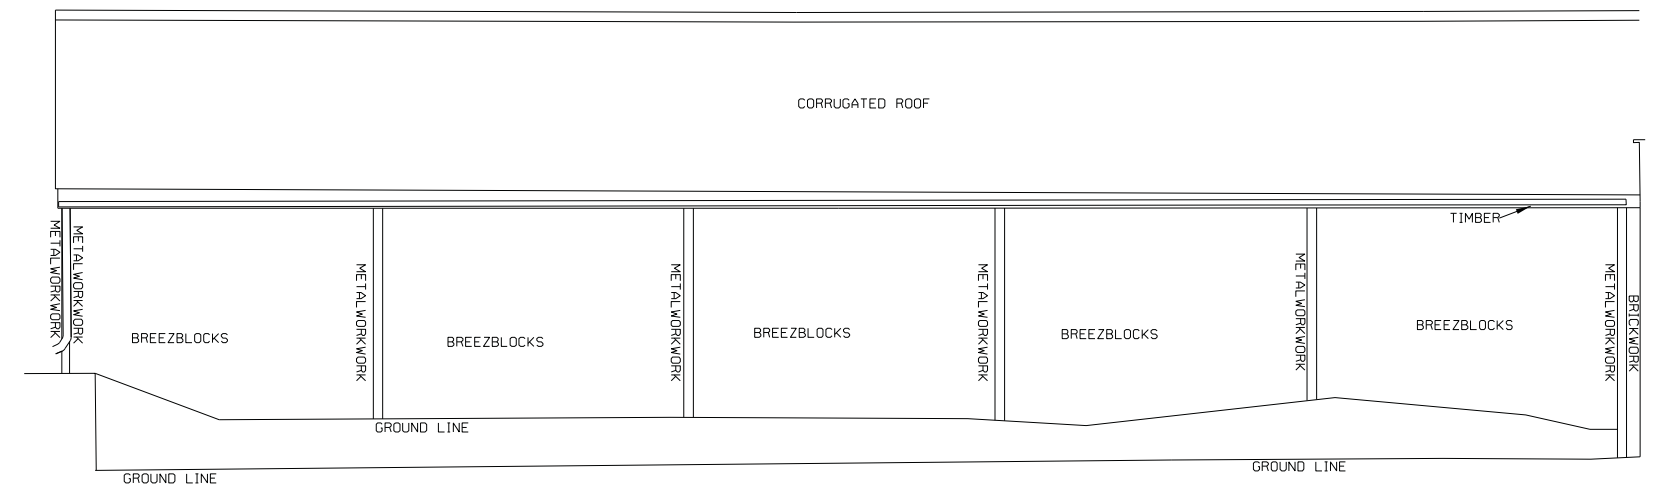 CORRUGATED ROOF
TIMBER
METALWORKWORK
METALWORKWORK
METALWORKWORK
METALWORKWORK
METALWORKWORK
METALWORKWORK
METALWORKWORK
BRICKWORK
BREEZBLOCKS
BREEZBLOCKS
BREEZBLOCKS
BREEZBLOCKS
BREEZBLOCKS
GROUND LINE
GROUND LINE
GROUND LINE